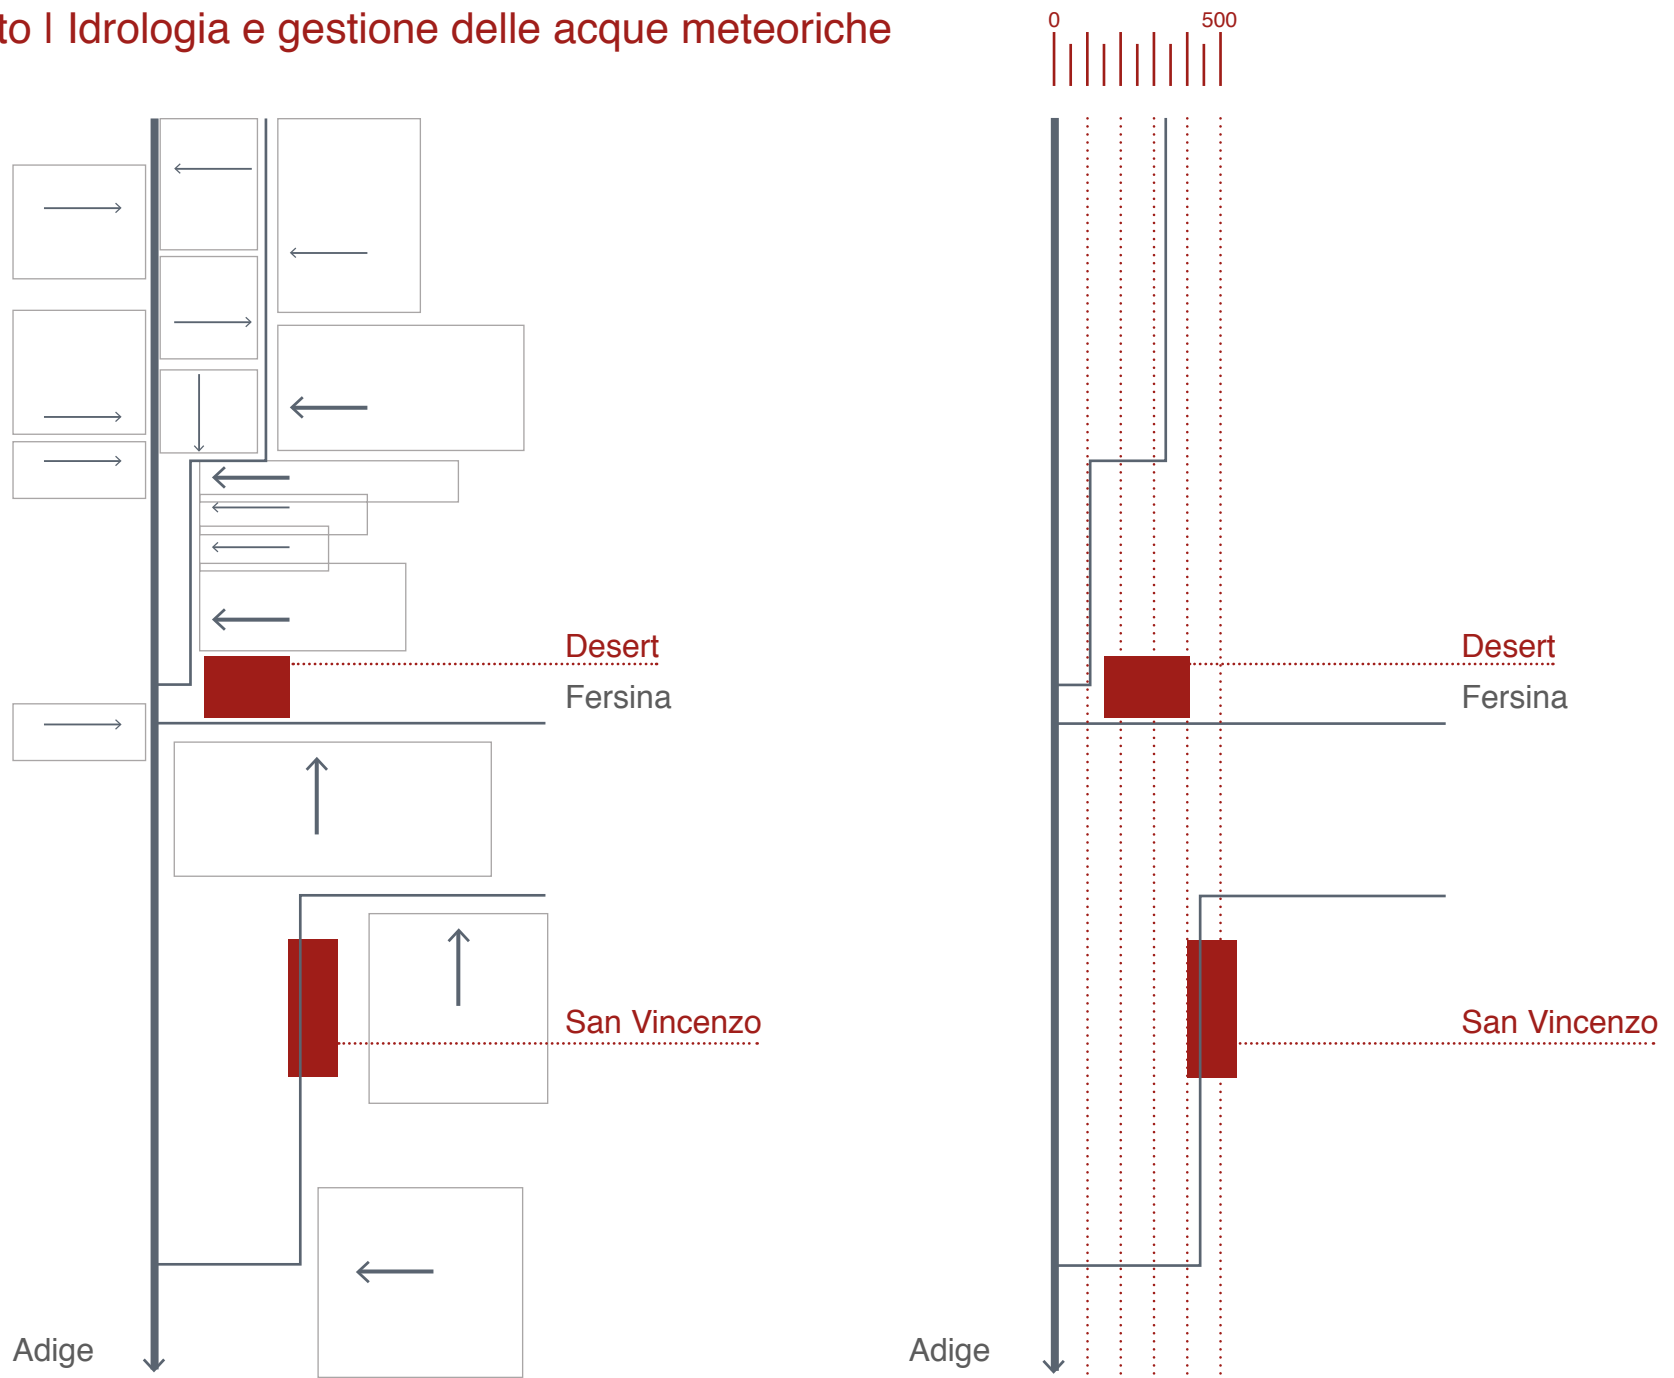 to | Idrologia e gestione delle acque meteoriche
0 500
Desert
Fersina
San Vincenzo
Adige
Desert
Fersina
San Vincenzo
Adige